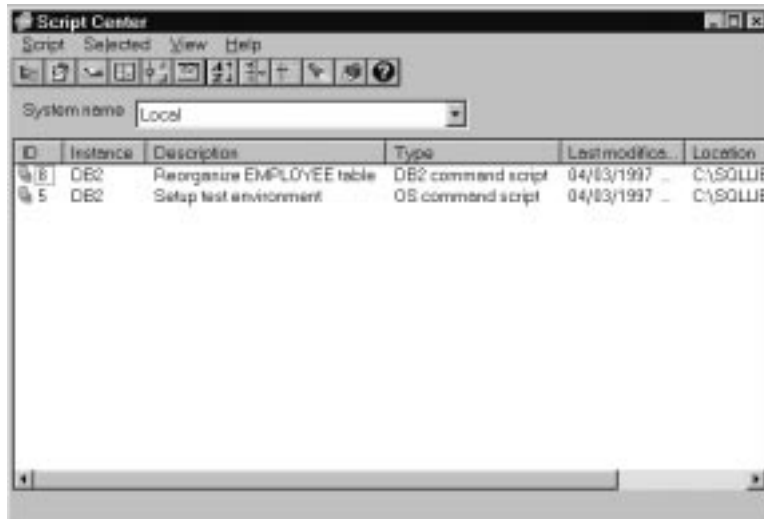 Script Center
Script Selected View Help
System name Local
ID Instance Description Type Last modifica... Location
8 DB2 Reorganize EMPLOYEE table DB2 command script 04/03/1997 ... C:\SQLLIB
5 DB2 Setup test environment OS command script 04/03/1997 ... C:\SQLLIB